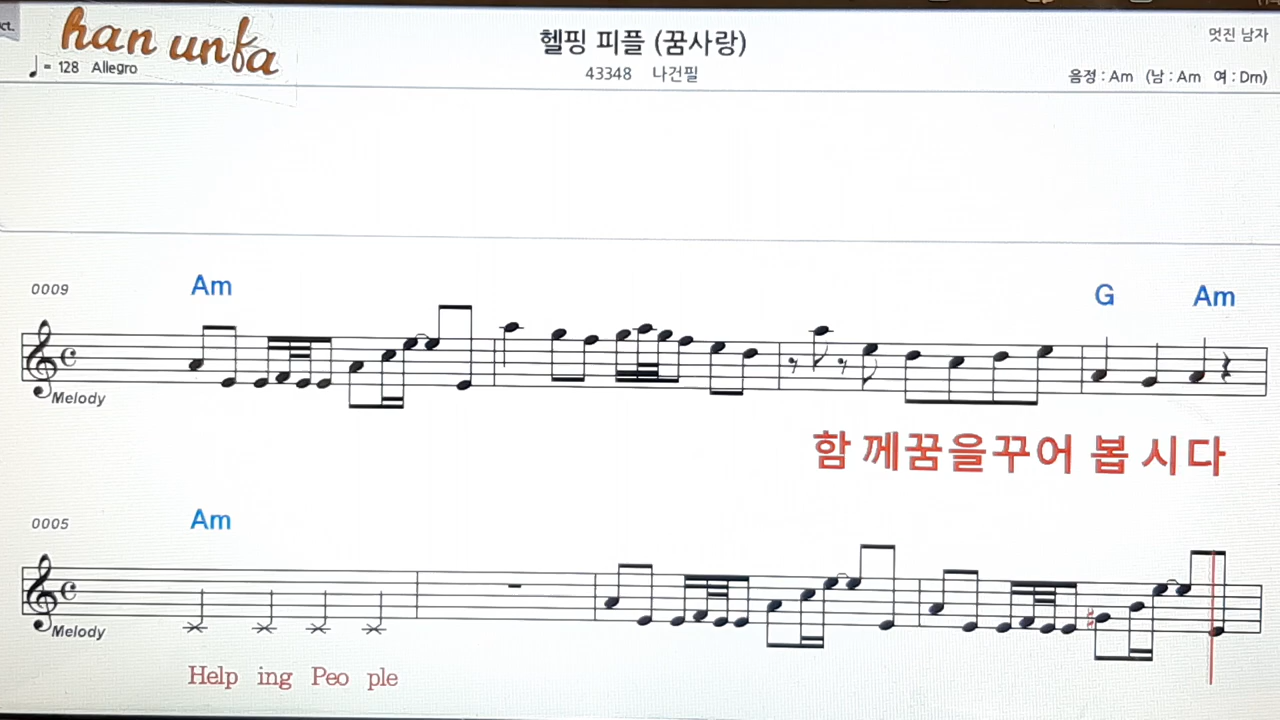 ct.
han unfa
♩= 128 Allegro
헬핑 피플 (꿈사랑)
43348 나건필
멋진 남자
음정 : Am (남 : Am 여 : Dm)
0009
Am
G
Am
Melody
함 께꿈을꾸어 봅 시다
0005
Am
Melody
Help ing Peo ple